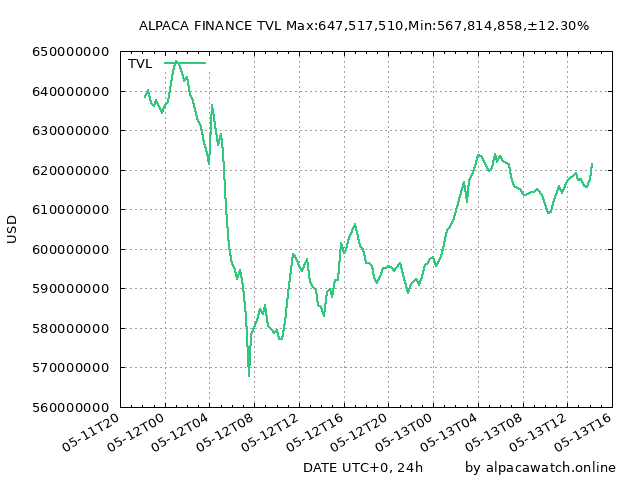 ALPACA FINANCE TVL Max:647,517,510,Min:567,814,858,±12.30%
TVL
650000000
640000000
630000000
620000000
610000000
600000000
590000000
580000000
570000000
560000000
USD
05-11T20
05-12T00
05-12T04
05-12T08
05-12T12
05-12T16
05-12T20
05-13T00
05-13T04
05-13T08
05-13T12
05-13T16
DATE UTC+0, 24h
by alpacawatch.online